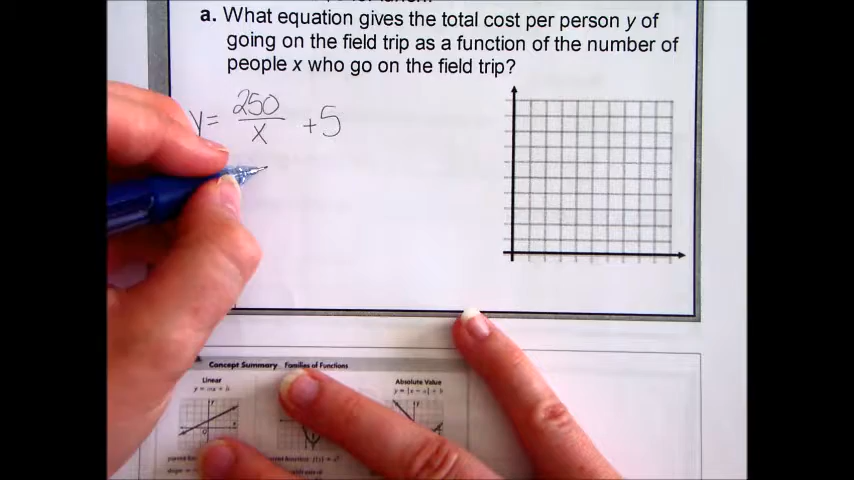 a. What equation gives the total cost per person y of
going on the field trip as a function of the number of
people x who go on the field trip?
y = 250/x + 5
Concept Summary Families of Functions
Linear
y = mx + b
Absolute Value